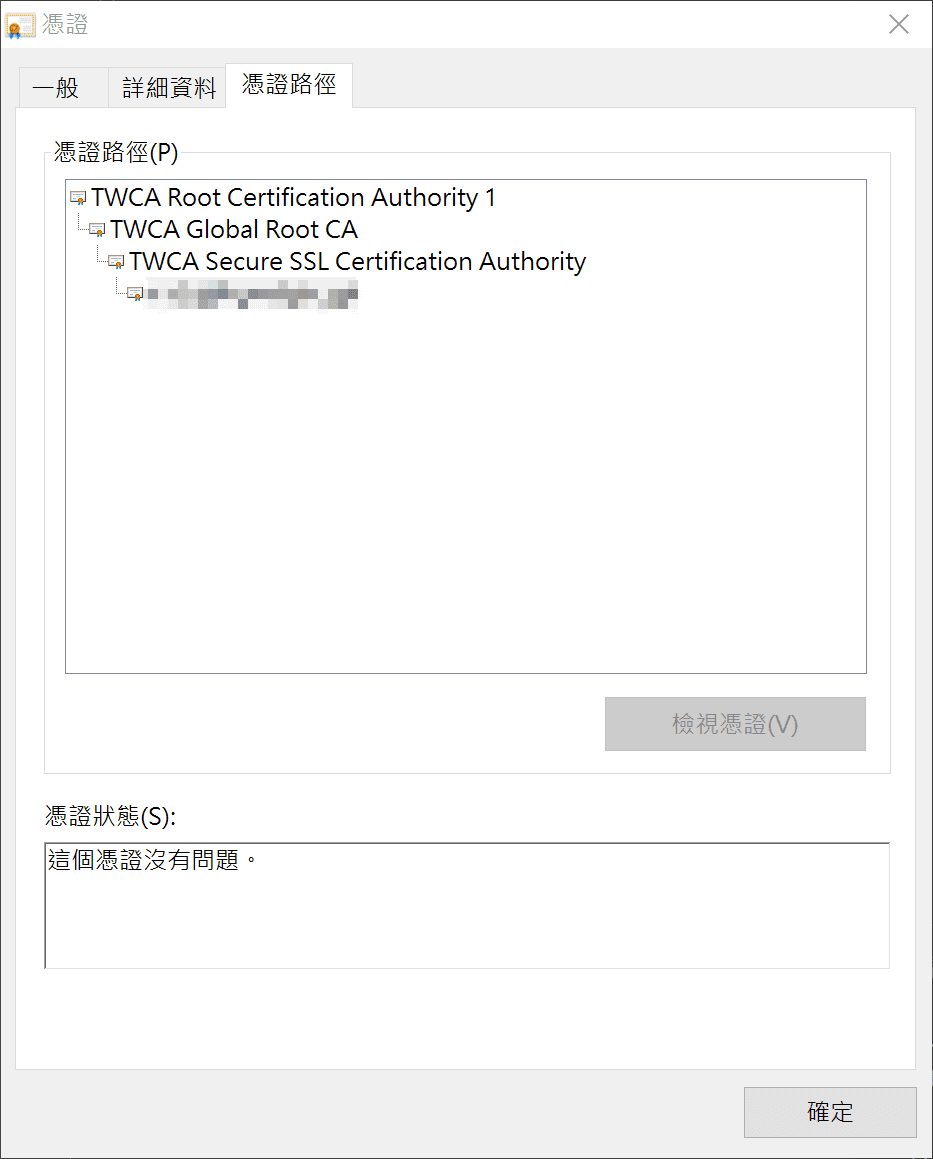 憑證
一般 詳細資料 憑證路徑
憑證路徑(P)
TWCA Root Certification Authority 1
TWCA Global Root CA
TWCA Secure SSL Certification Authority
檢視憑證(V)
憑證狀態(S):
這個憑證沒有問題。
確定